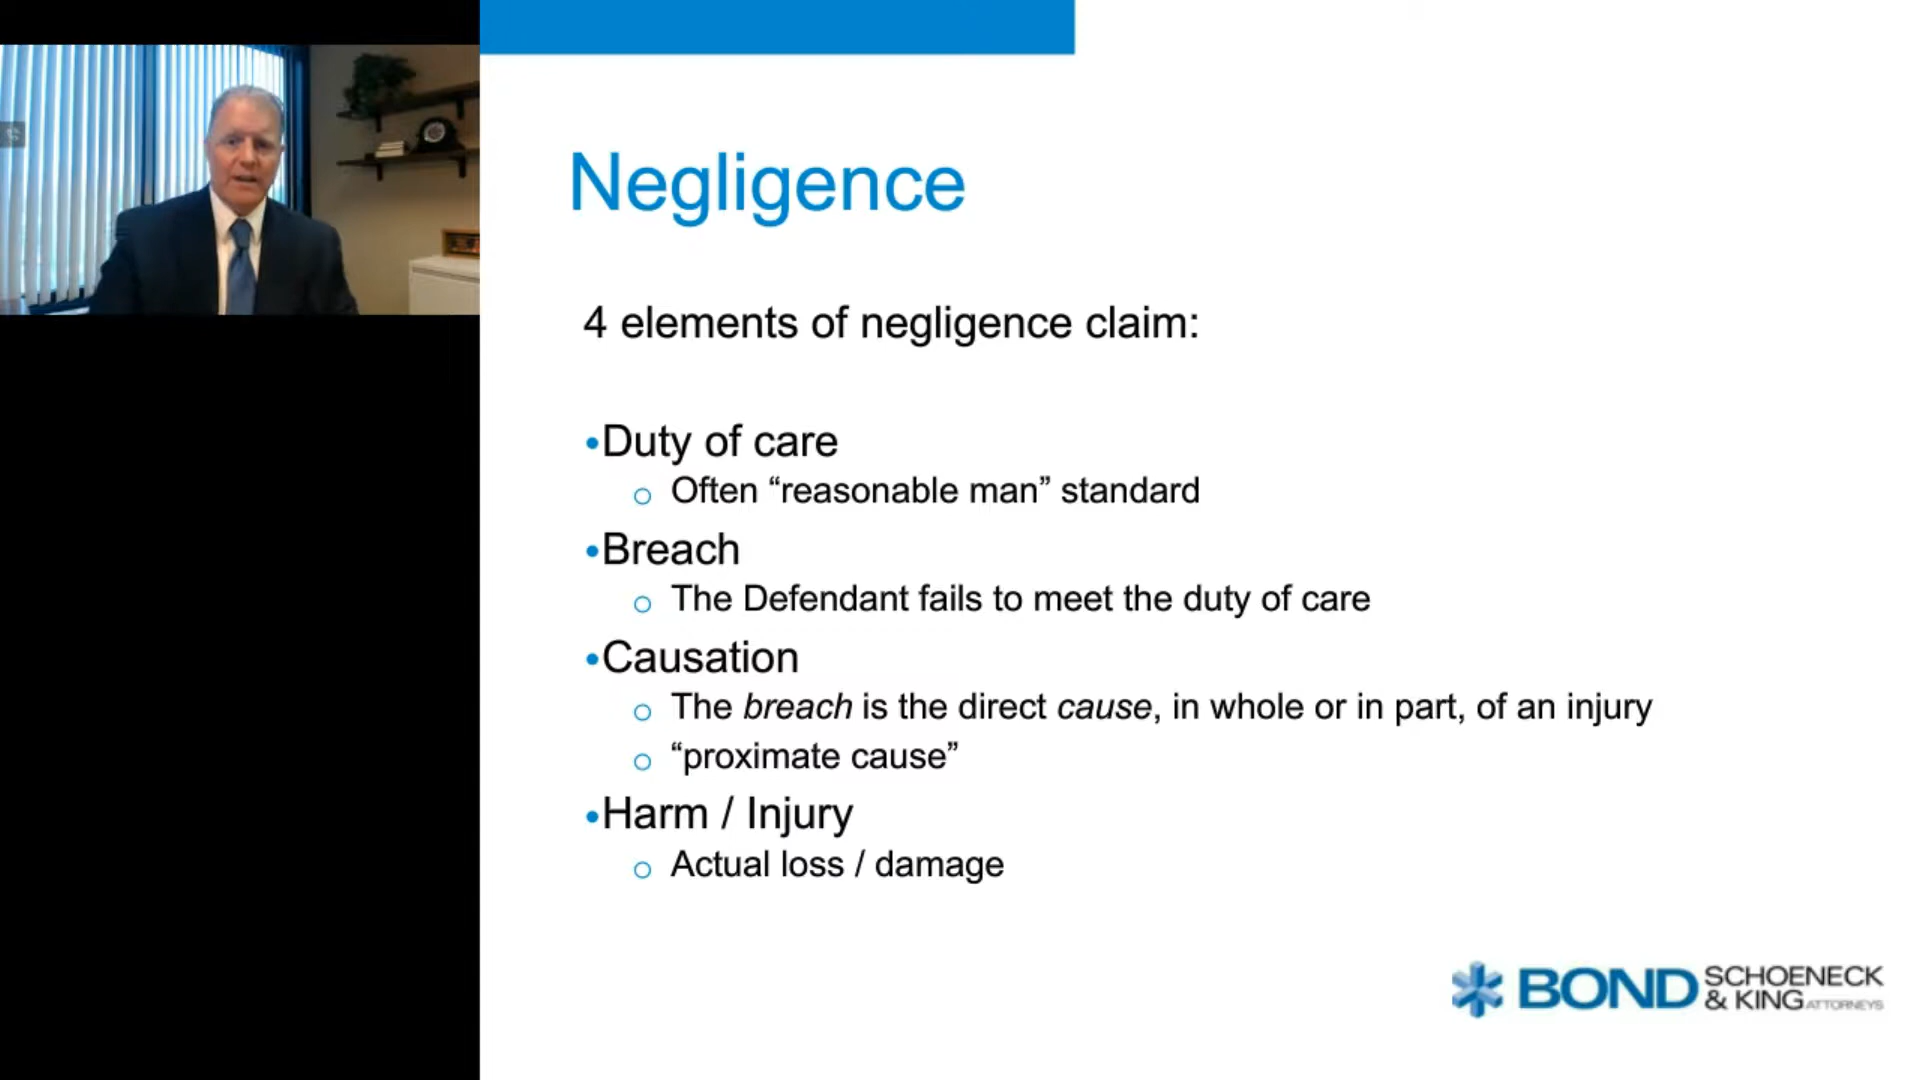 Negligence
4 elements of negligence claim:
•Duty of care
o Often “reasonable man” standard
•Breach
o The Defendant fails to meet the duty of care
•Causation
o The breach is the direct cause, in whole or in part, of an injury
o “proximate cause”
•Harm / Injury
o Actual loss / damage
BOND SCHOENECK
& KING ATTORNEYS